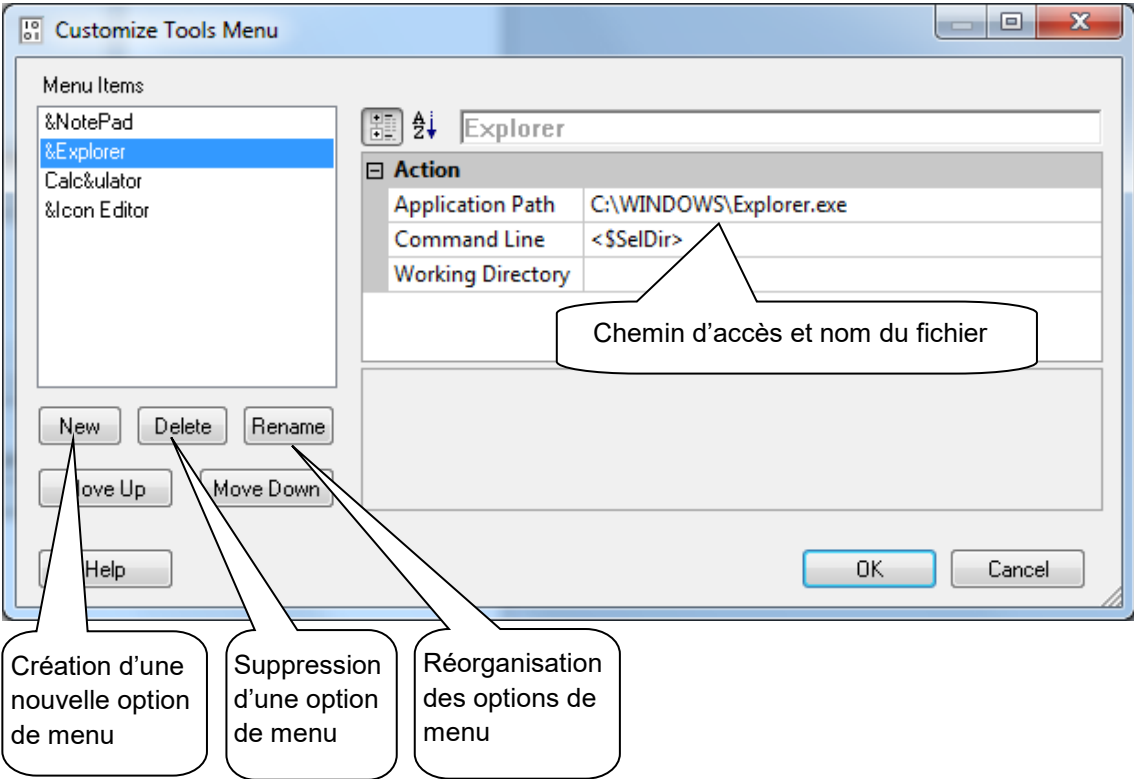 Customize Tools Menu
Menu Items
&NotePad
&Explorer
Calc&ulator
&Icon Editor
Explorer
Action
Application Path C:\WINDOWS\Explorer.exe
Command Line <$SelDir>
Working Directory
Chemin d’accès et nom du fichier
New Delete Rename
ove Up Move Down
Help OK Cancel
Création d’une
nouvelle option
de menu
Suppression
d’une option
de menu
Réorganisation
des options de
menu